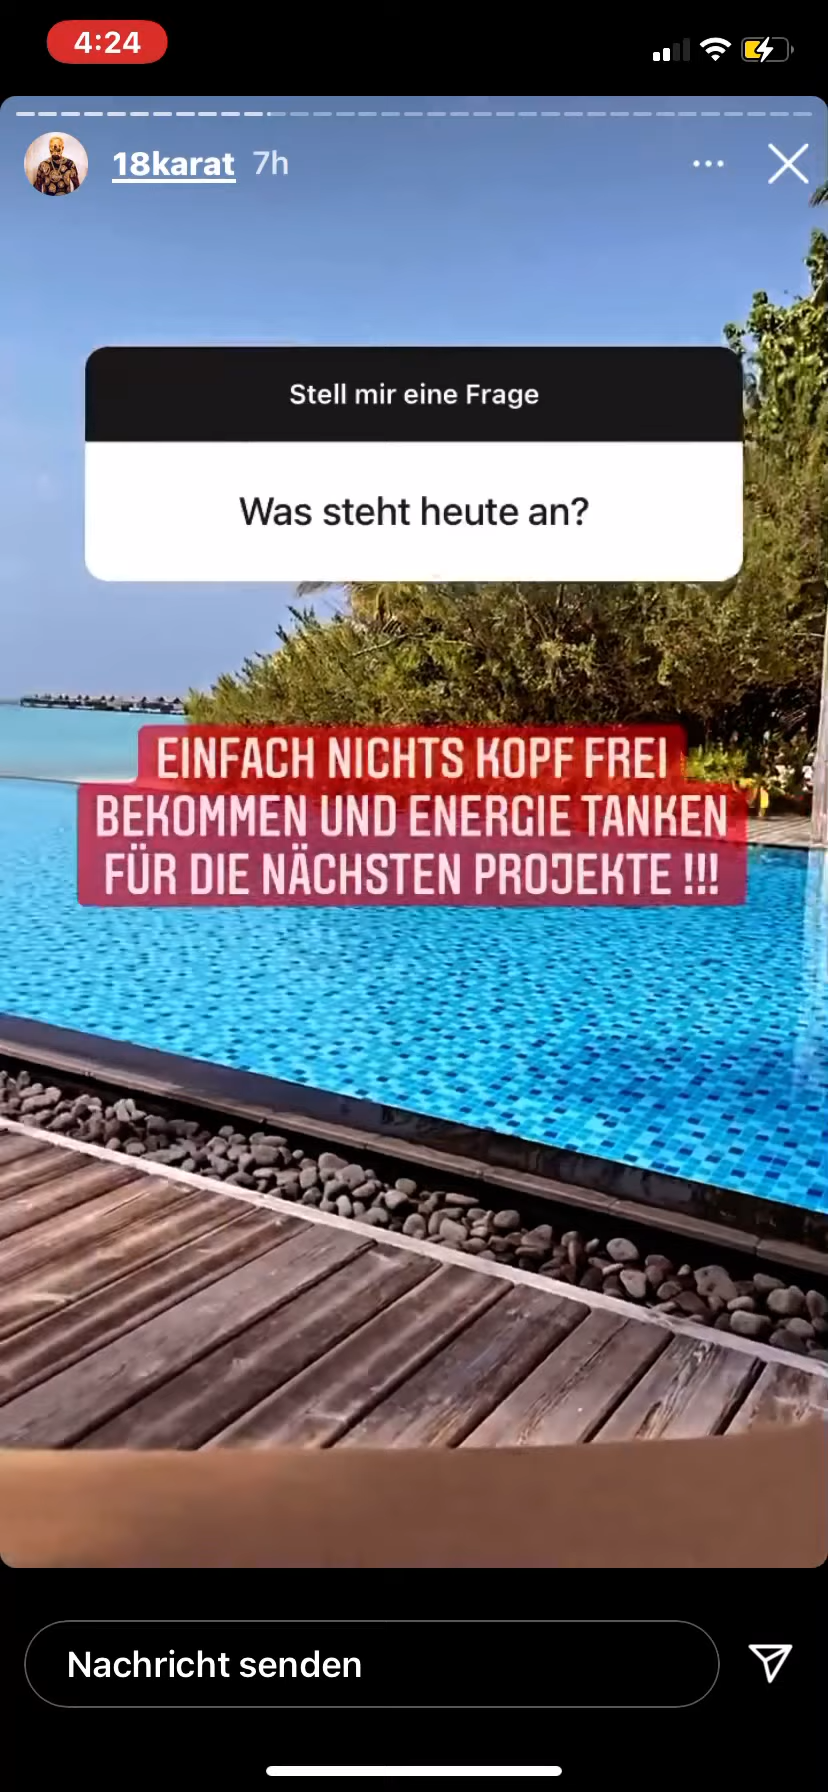 4:24
18karat 7h
Stell mir eine Frage
Was steht heute an?
EINFACH NICHTS KOPF FREI
BEKOMMEN UND ENERGIE TANKEN
FÜR DIE NÄCHSTEN PROJEKTE !!!
Nachricht senden